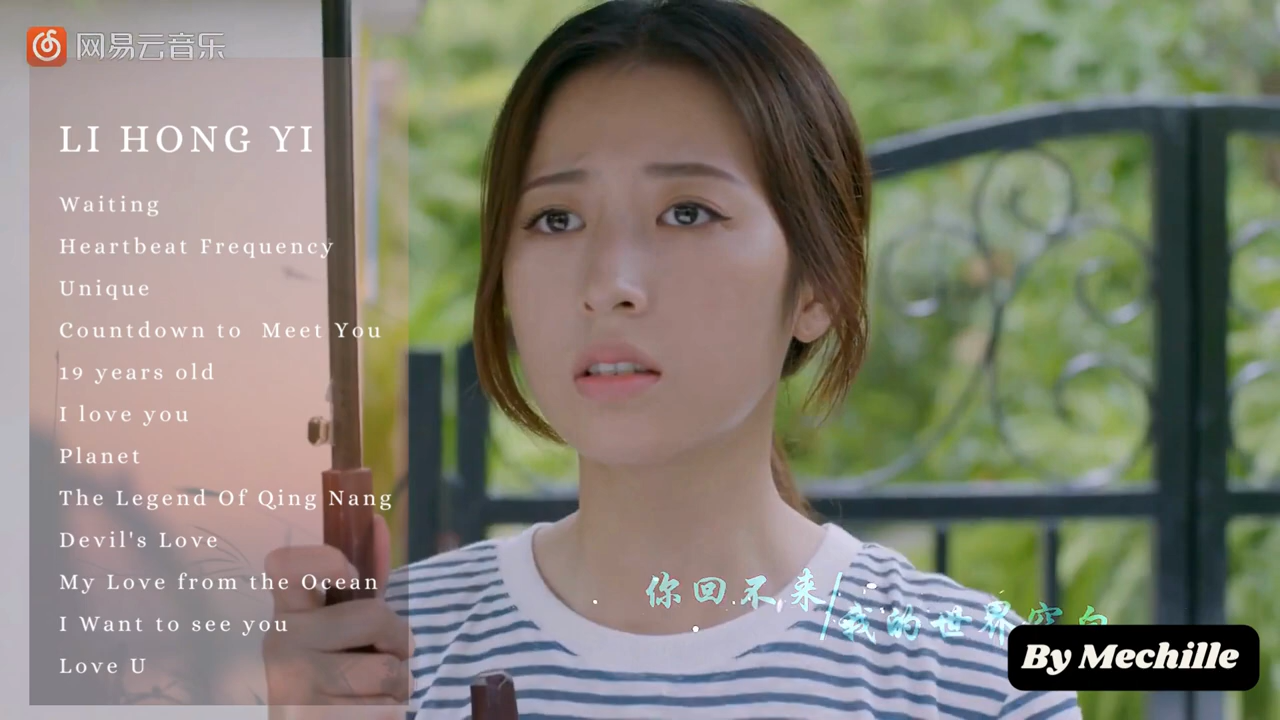 网易云音乐
LI HONG YI
Waiting
Heartbeat Frequency
Unique
Countdown to Meet You
19 years old
I love you
Planet
The Legend Of Qing Nang
Devil's Love
My Love from the Ocean
I Want to see you
Love U
你回不来
我的世界空白
By Mechille